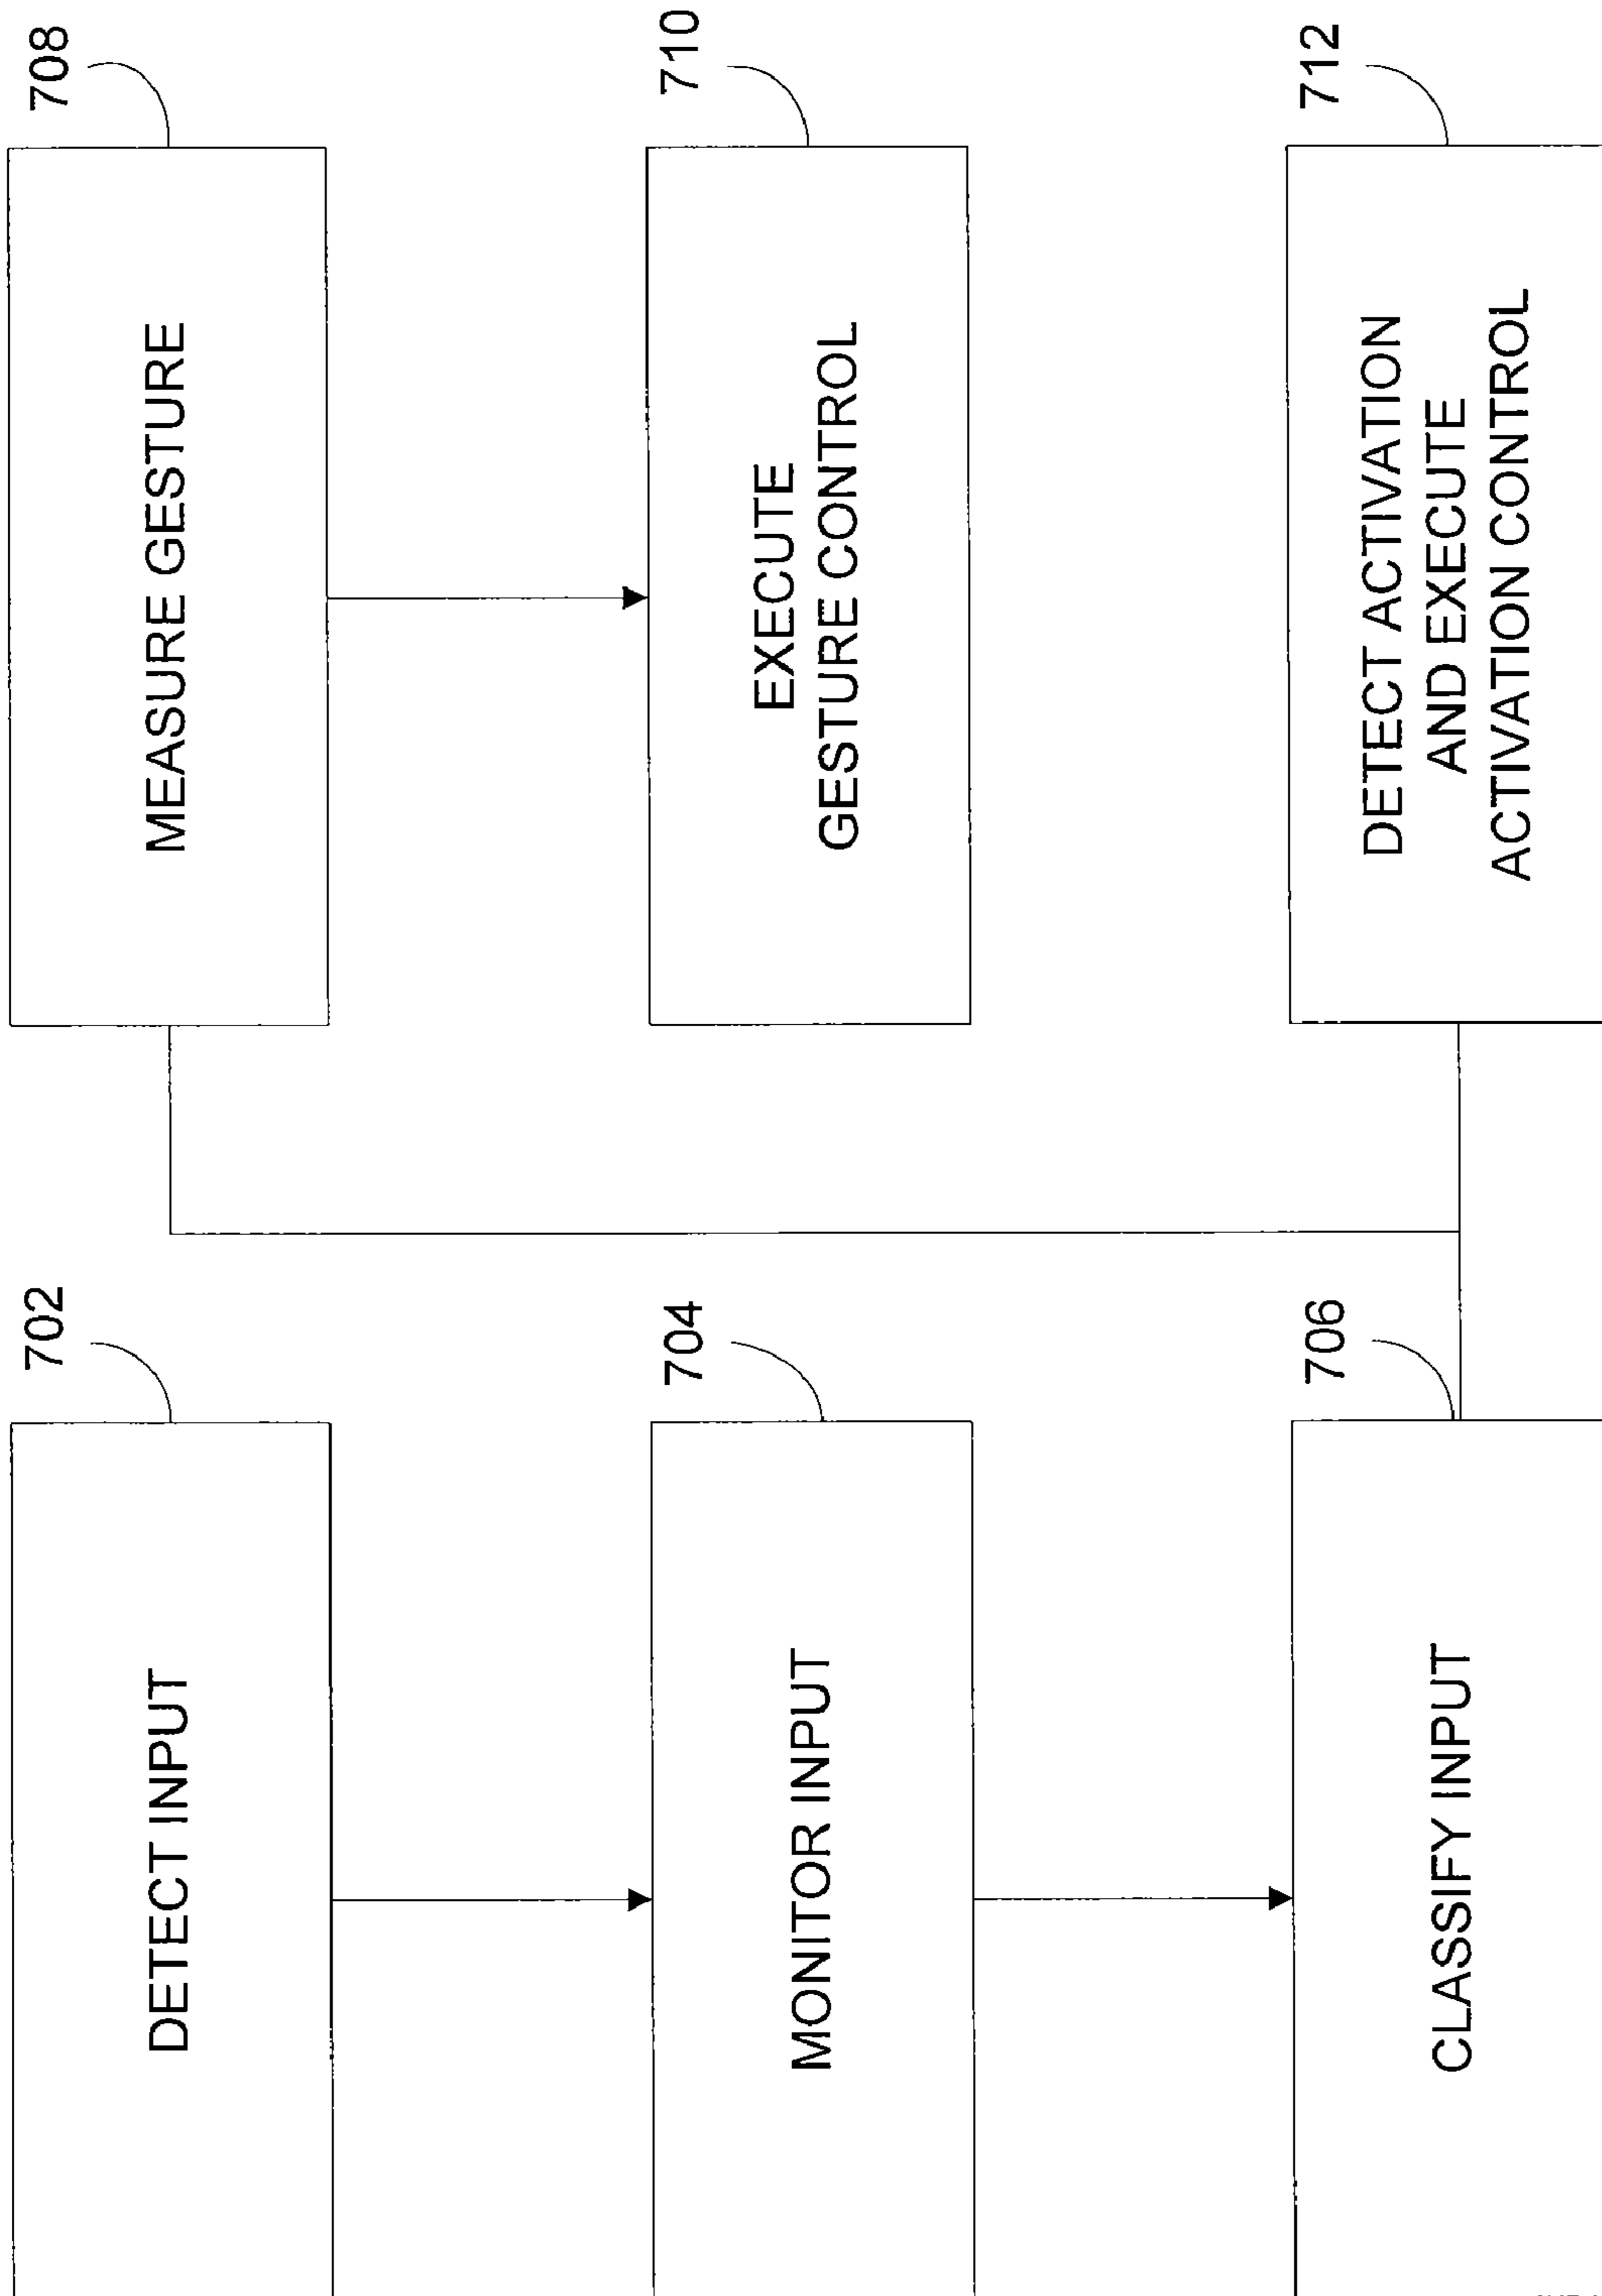 702
DETECT INPUT
704
MONITOR INPUT
706
CLASSIFY INPUT
708
MEASURE GESTURE
710
EXECUTE
GESTURE CONTROL
712
DETECT ACTIVATION
AND EXECUTE
ACTIVATION CONTROL